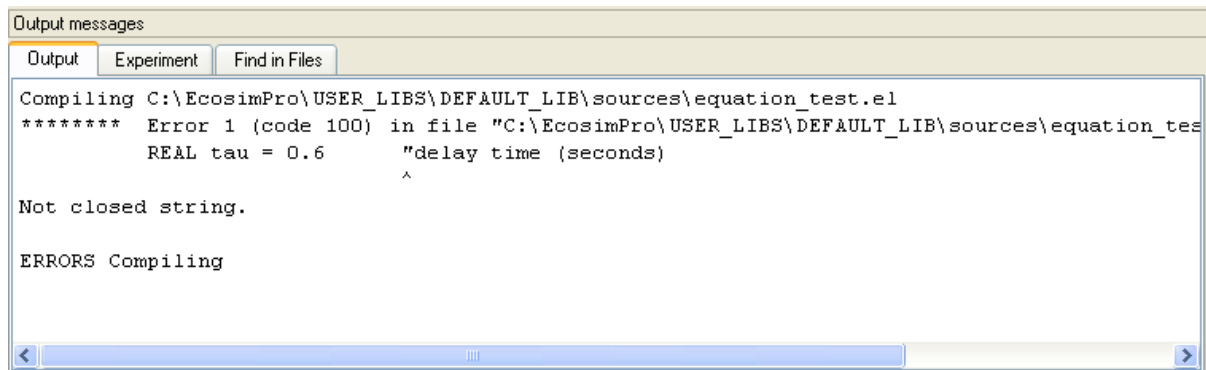 Output messages
Output Experiment Find in Files
Compiling C:\EcosimPro\USER_LIBS\DEFAULT_LIB\sources\equation_test.el
******** Error 1 (code 100) in file "C:\EcosimPro\USER_LIBS\DEFAULT_LIB\sources\equation_tes
REAL tau = 0.6 "delay time (seconds)
^
Not closed string.
ERRORS Compiling